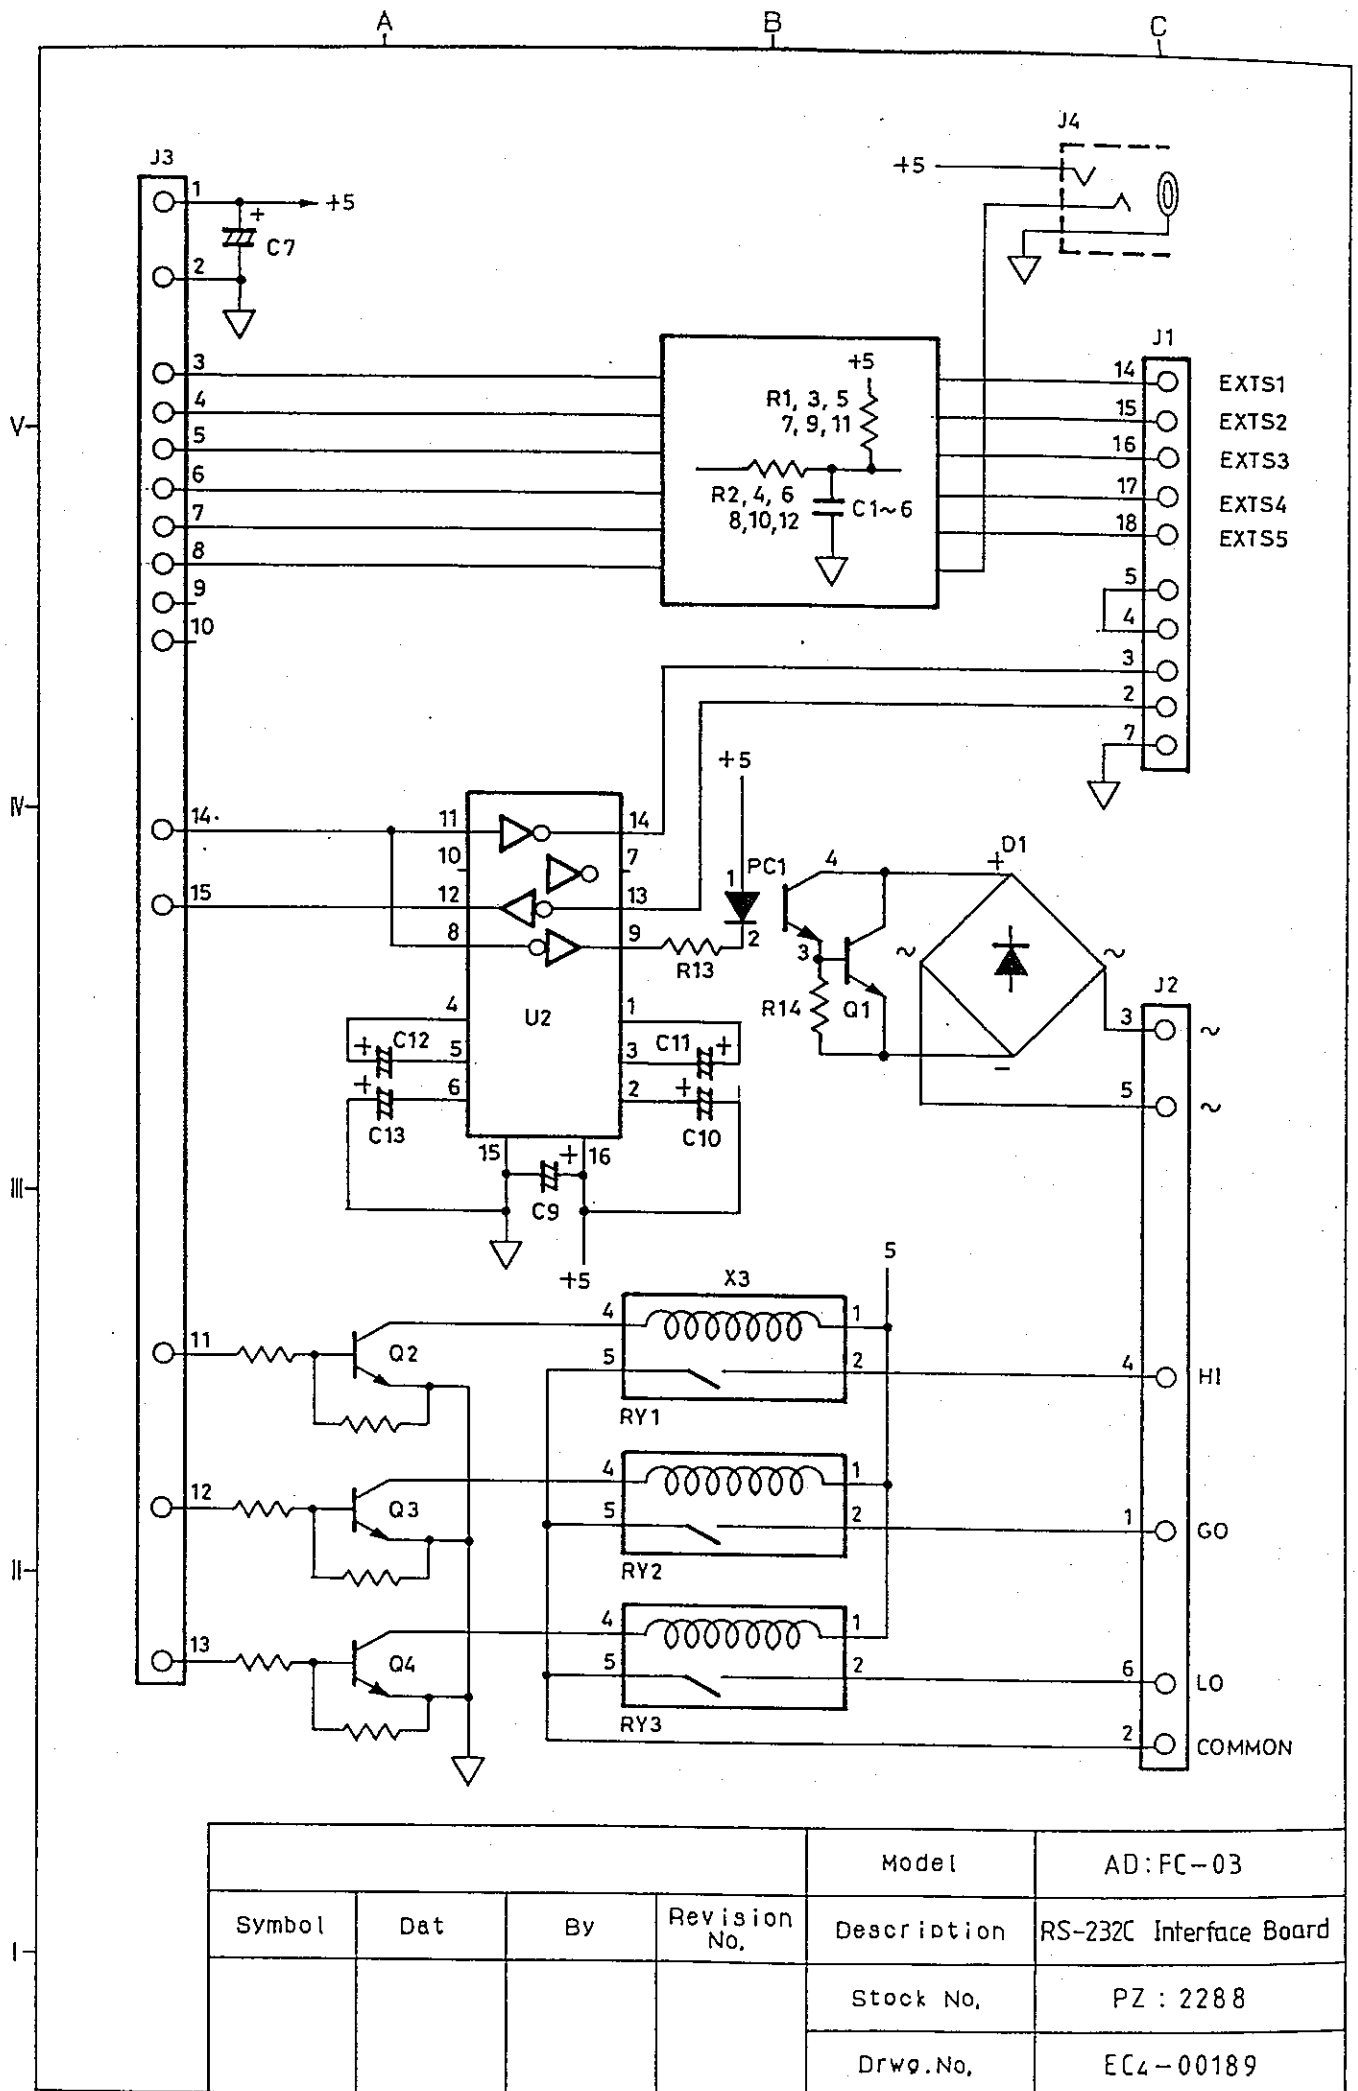 A B C
J4
+5
J3
1 +5
+
C7
2
J1
3 +5 14 EXTS1
4 R1, 3, 5 15 EXTS2
V
5 7, 9, 11 16 EXTS3
6 R2, 4, 6 17 EXTS4
7 8,10,12 C1~6 18 EXTS5
8
9 5
10 4
3
2
+5 7
IV
14 11 14 D1
10 7 1 PC1 4 +
15 12 13
8 9 R13 2 3 ~ ~
R14 Q1 J2
4 U2 1 3 ~
+ C12 5 3 C11 +
+ 6 2 + − 5 ~
C13 C10
15 + 16
III
C9
+5 5
X3
11 Q2 4 1
5 2 4 HI
RY1
12 Q3 4 1
5 2 1 GO
RY2
II
13 Q4 4 1
5 2 6 LO
RY3
2 COMMON
Model AD:FC-03
Symbol Dat By Revision No. Description RS-232C Interface Board
I
Stock No. PZ : 2288
Drwg.No. EC4-00189